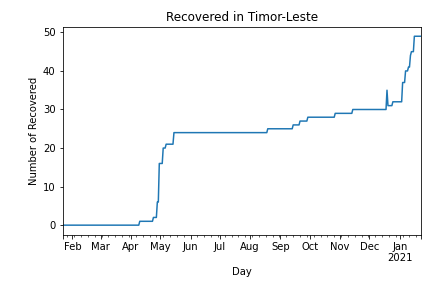 Recovered in Timor-Leste
50
40
30
20
10
0
Number of Recovered
Feb Mar Apr May Jun Jul Aug Sep Oct Nov Dec Jan
2021
Day